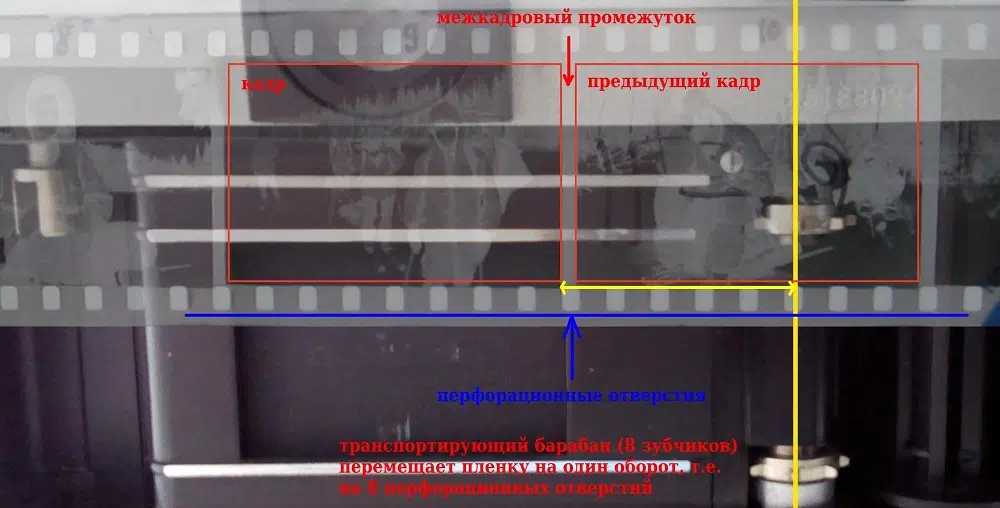 межкадровый промежуток
кадр
предыдущий кадр
перфорационные отверстия
транспортирующий барабан (8 зубчиков)
перемещает пленку на один оборот, т.е.
на 8 перфорационных отверстий